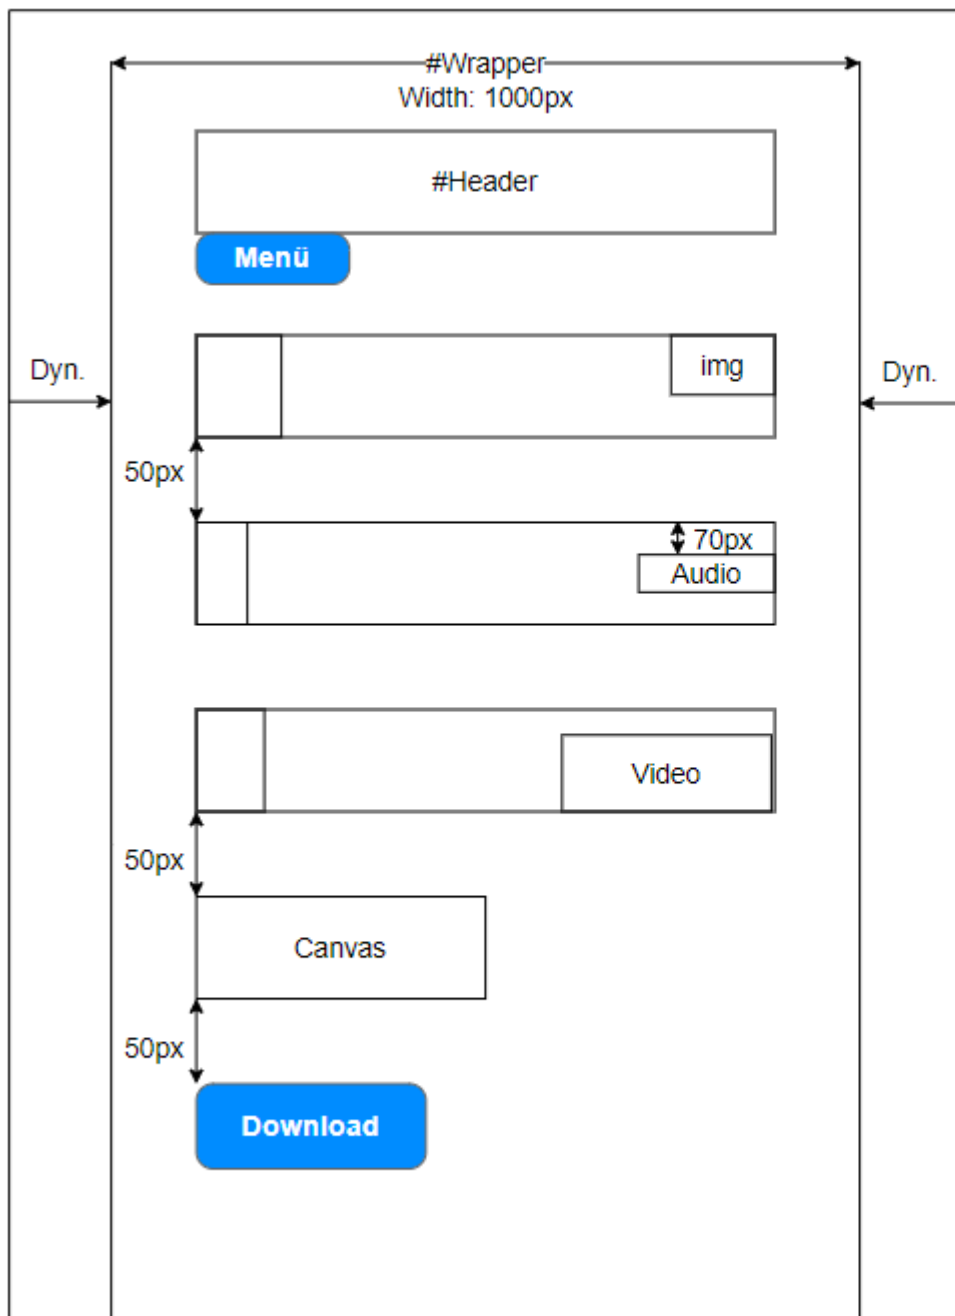 #Wrapper
Width: 1000px
#Header
Menü
img
Dyn.
Dyn.
50px
70px
Audio
Video
50px
Canvas
50px
Download